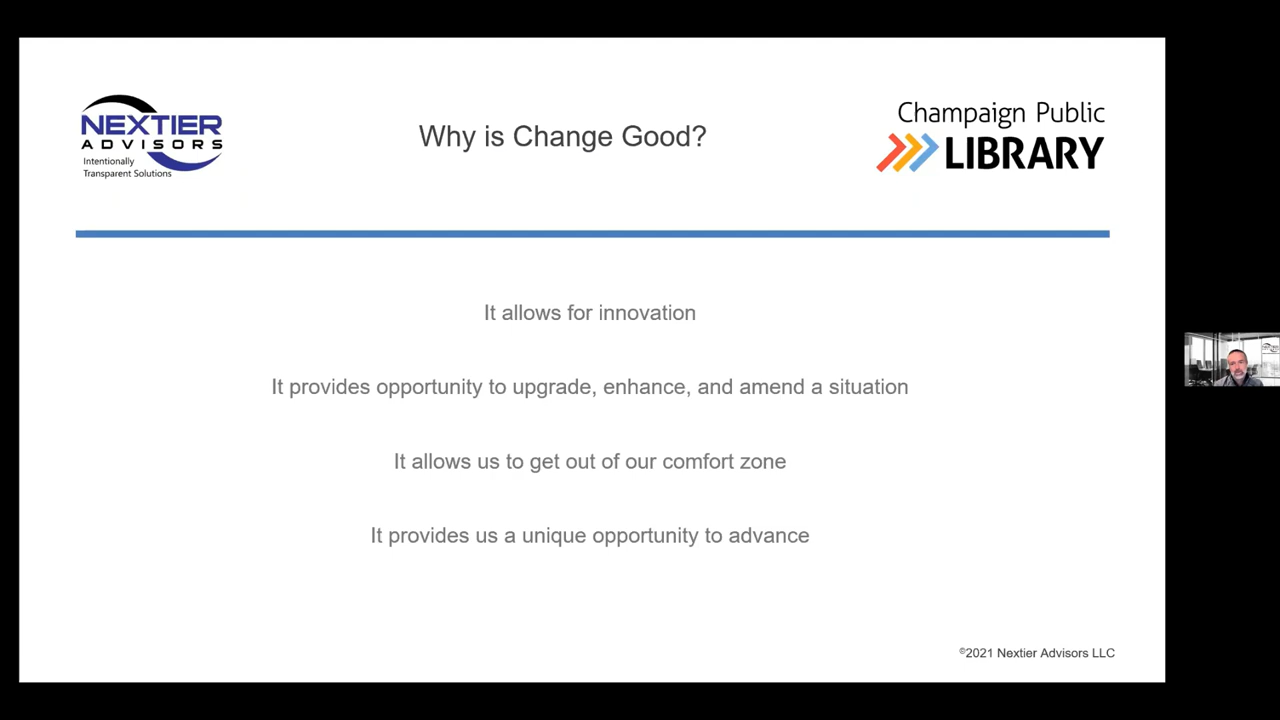 NEXTIER
ADVISORS
Intentionally
Transparent Solutions
Why is Change Good?
Champaign Public
LIBRARY
It allows for innovation
It provides opportunity to upgrade, enhance, and amend a situation
It allows us to get out of our comfort zone
It provides us a unique opportunity to advance
©2021 Nextier Advisors LLC
NEXTIER